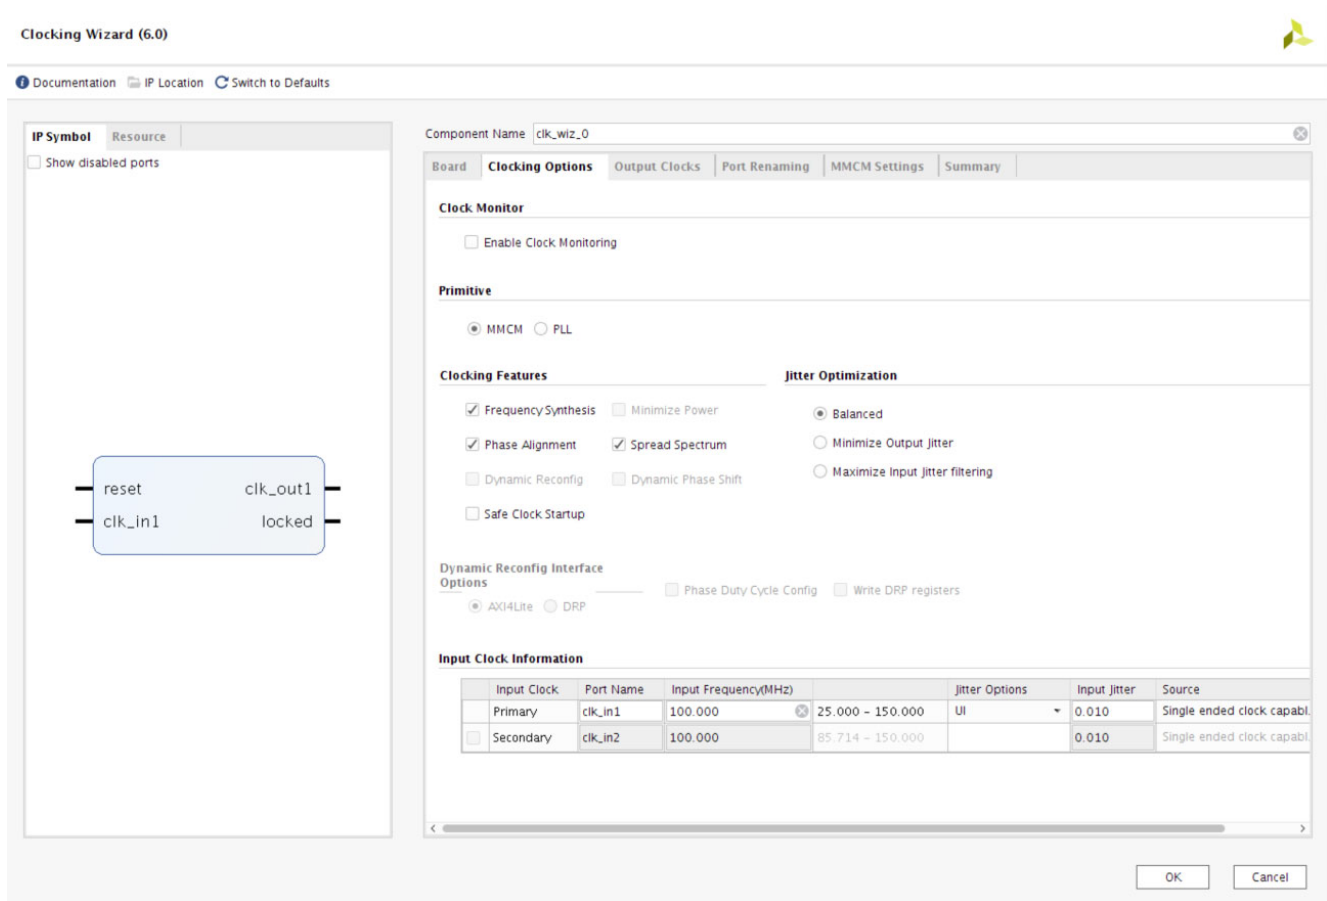 Clocking Wizard (6.0)
Documentation IP Location Switch to Defaults
IP Symbol Resource
Show disabled ports
reset clk_out1
clk_in1 locked
Component Name clk_wiz_0
Board Clocking Options Output Clocks Port Renaming MMCM Settings Summary
Clock Monitor
Enable Clock Monitoring
Primitive
MMCM PLL
Clocking Features
Frequency Synthesis Minimize Power
Phase Alignment Spread Spectrum
Dynamic Reconfig Dynamic Phase Shift
Safe Clock Startup
Jitter Optimization
Balanced
Minimize Output Jitter
Maximize Input Jitter filtering
Dynamic Reconfig Interface
Options
AXI4Lite DRP
Phase Duty Cycle Config Write DRP registers
Input Clock Information
Input Clock Port Name Input Frequency(MHz) Jitter Options Input Jitter Source
Primary clk_in1 100.000 25.000 - 150.000 UI 0.010 Single ended clock capabl.
Secondary clk_in2 100.000 85.714 - 150.000 0.010 Single ended clock capabl.
OK Cancel